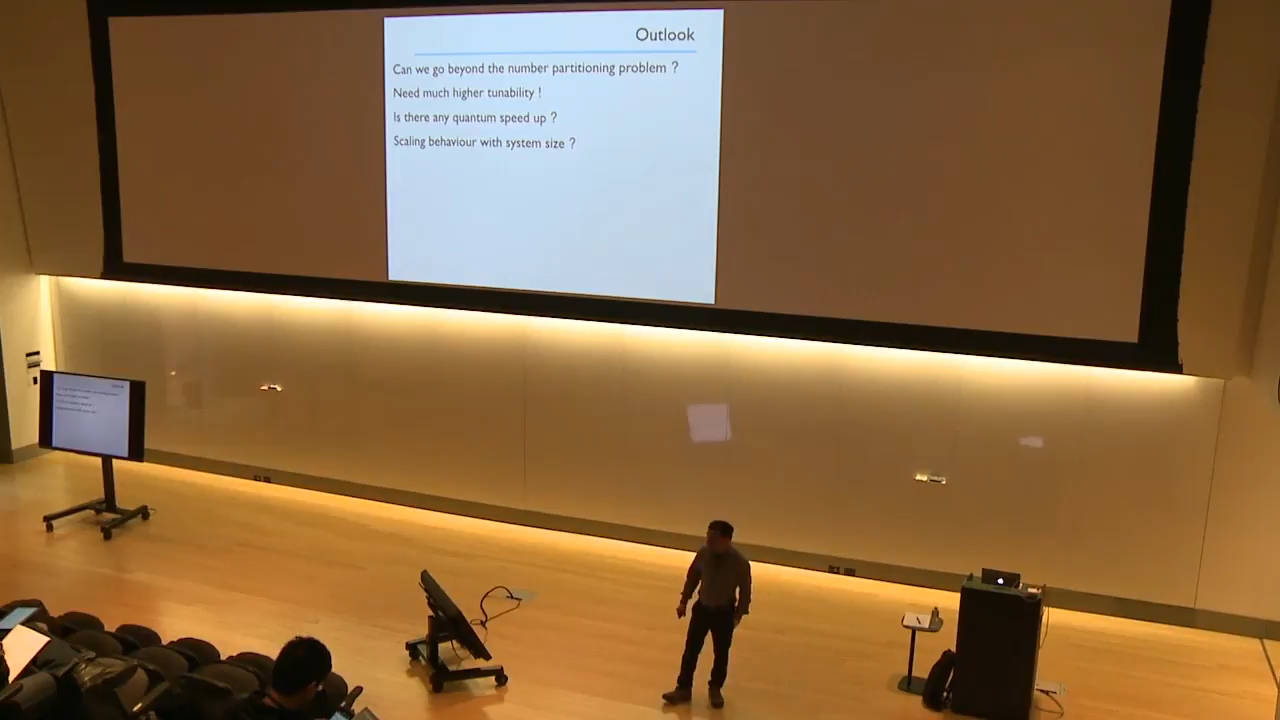 Outlook
Can we go beyond the number partitioning problem ?
Need much higher tunability !
Is there any quantum speed up ?
Scaling behaviour with system size ?